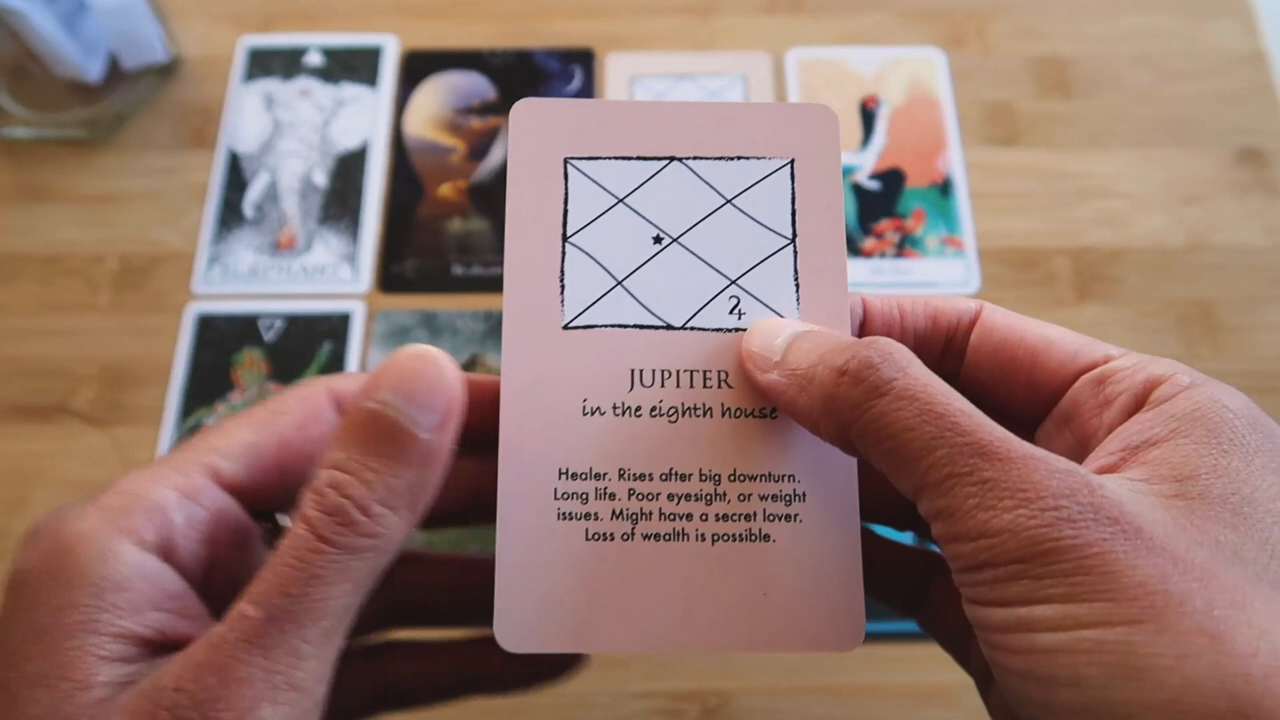 JUPITER
in the eighth house
Healer. Rises after big downturn.
Long life. Poor eyesight, or weight
issues. Might have a secret lover.
Loss of wealth is possible.
ELEPHANT